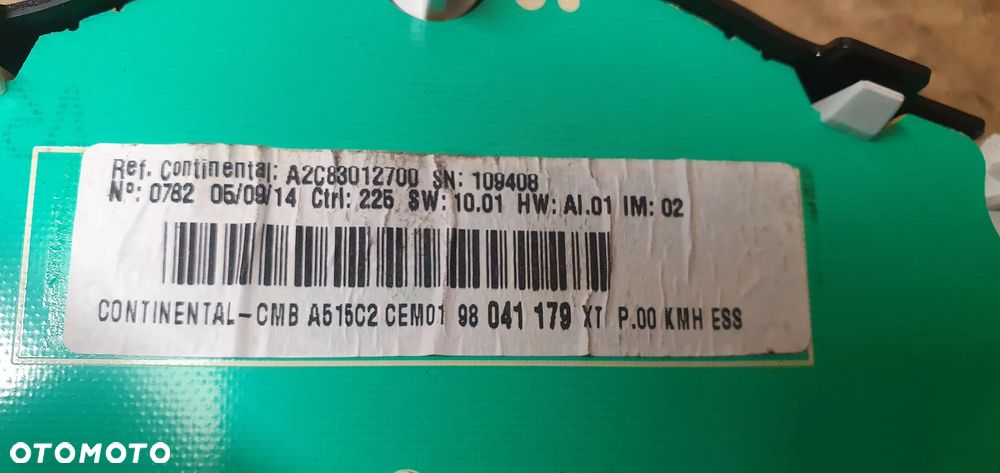 Ref. Continental: A2C83012700 SN: 109408
Nº: 0782 05/09/14 Ctrl: 225 SW: 10.01 HW: AI.01 IM: 02
CONTINENTAL-CMB A515C2 CEM01 98 041 179 XT P.00 KMH ESS
OTOMOTO